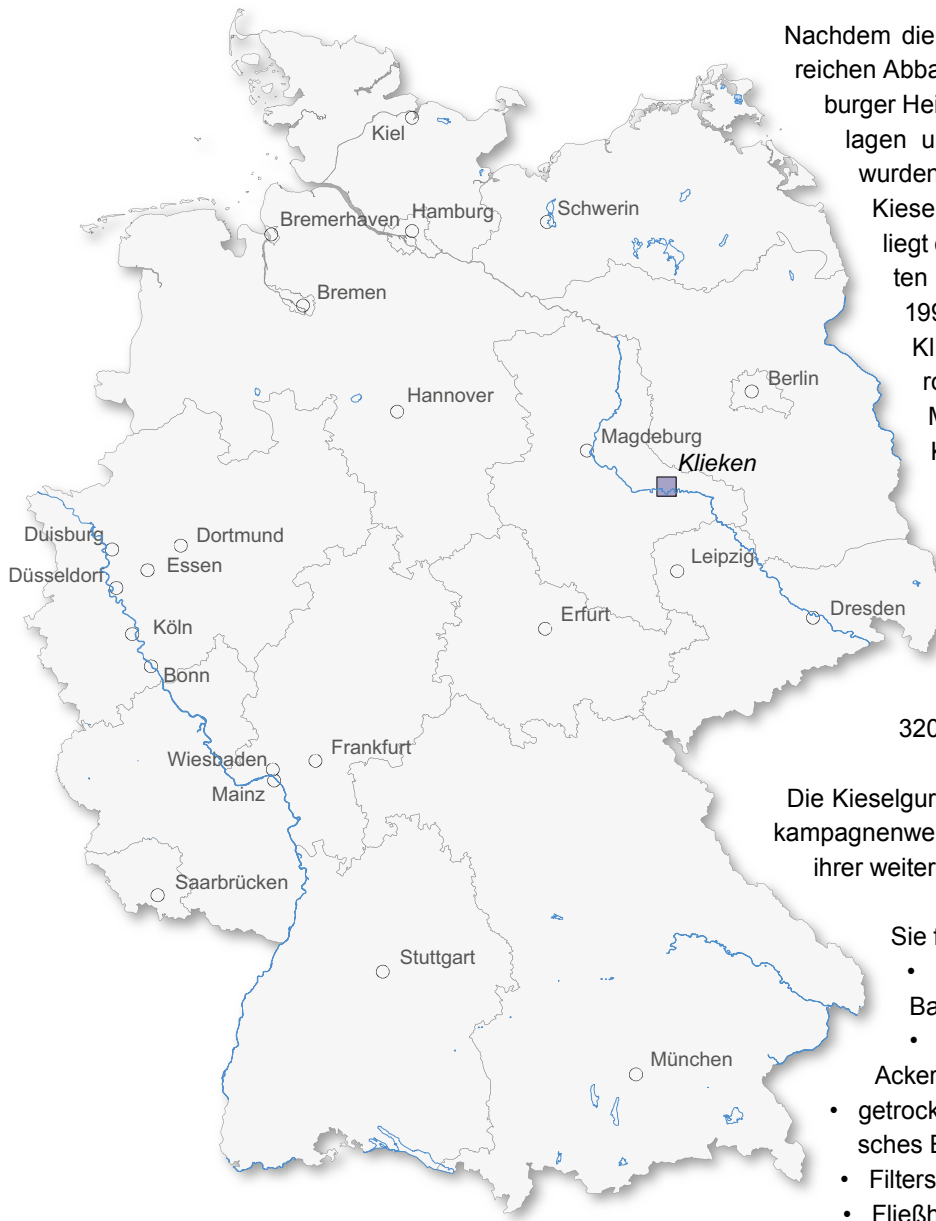 Nachdem die
reichen Abba
burger Hei
lagen u
wurden
Kiesel
liegt
ten
199
Kl
320
Die Kieselgur
kampagnenwe
ihrer weiter
Sie f
•
Ba
•
Acker
• getrock
sches E
• Filters
• Fließh
Kiel
Bremerhaven
Hamburg
Schwerin
Bremen
Hannover
Berlin
Magdeburg
Klieken
Duisburg
Dortmund
Essen
Düsseldorf
Leipzig
Köln
Erfurt
Dresden
Bonn
Wiesbaden
Frankfurt
Mainz
Saarbrücken
Stuttgart
München